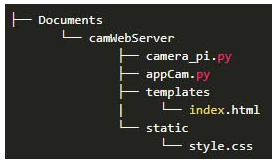 ├── Documents
└── camWebServer
├── camera_pi.py
├── appCam.py
├── templates
| └── index.html
└── static
└── style.css